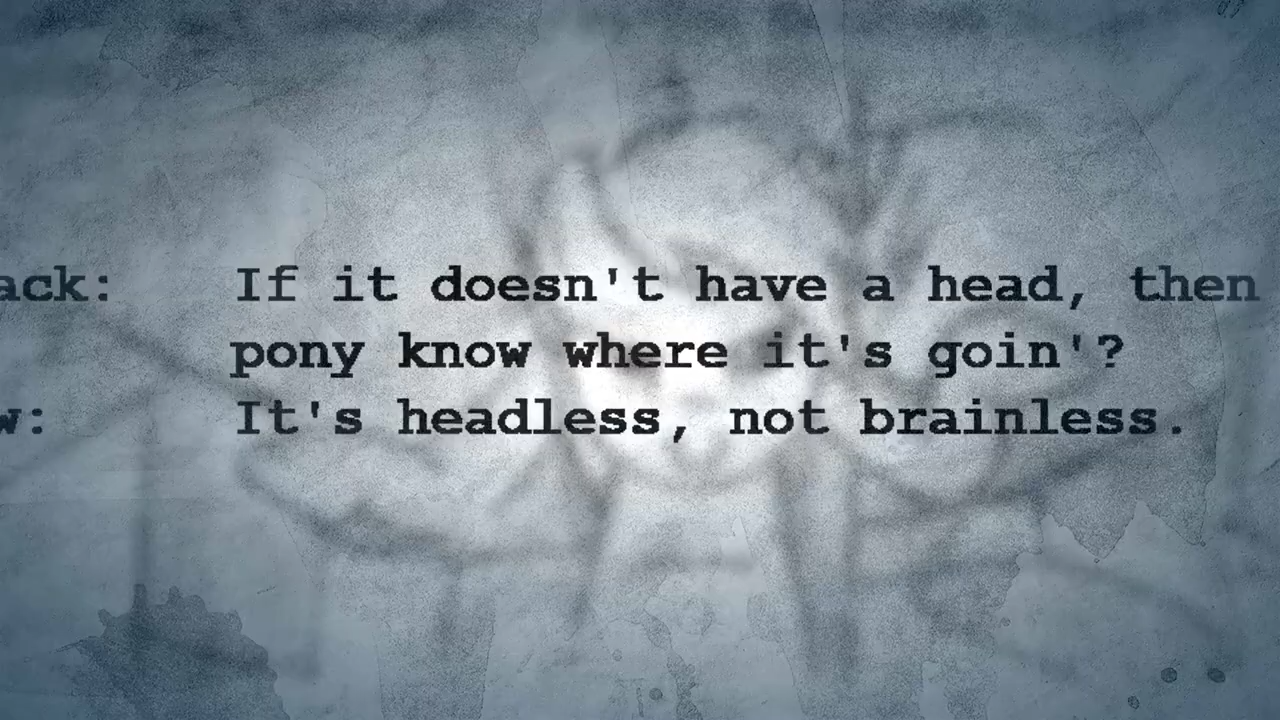 ack: If it doesn't have a head, then
pony know where it's goin'?
w: It's headless, not brainless.